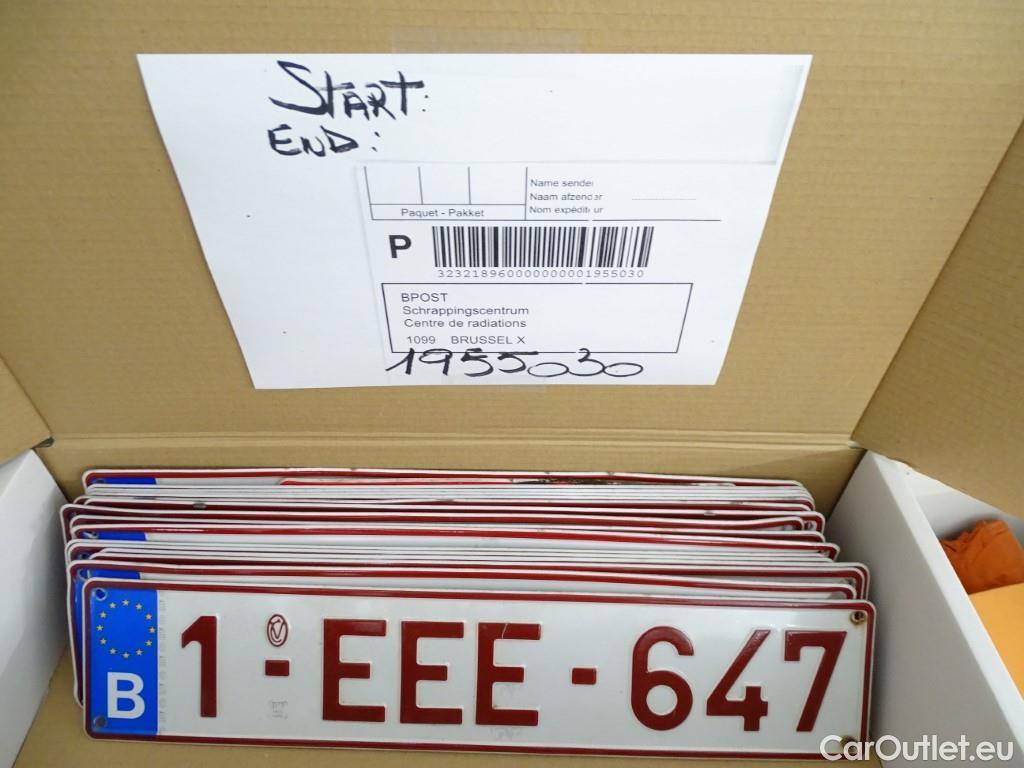 START:
END:
Name sender
Naam afzender
Nom expéditeur
Paquet - Pakket
P
3232189600000000001955030
BPOST
Schrappingscentrum
Centre de radiations
1099 BRUSSEL X
1955030
B
1-EEE-647
CarOutlet.eu